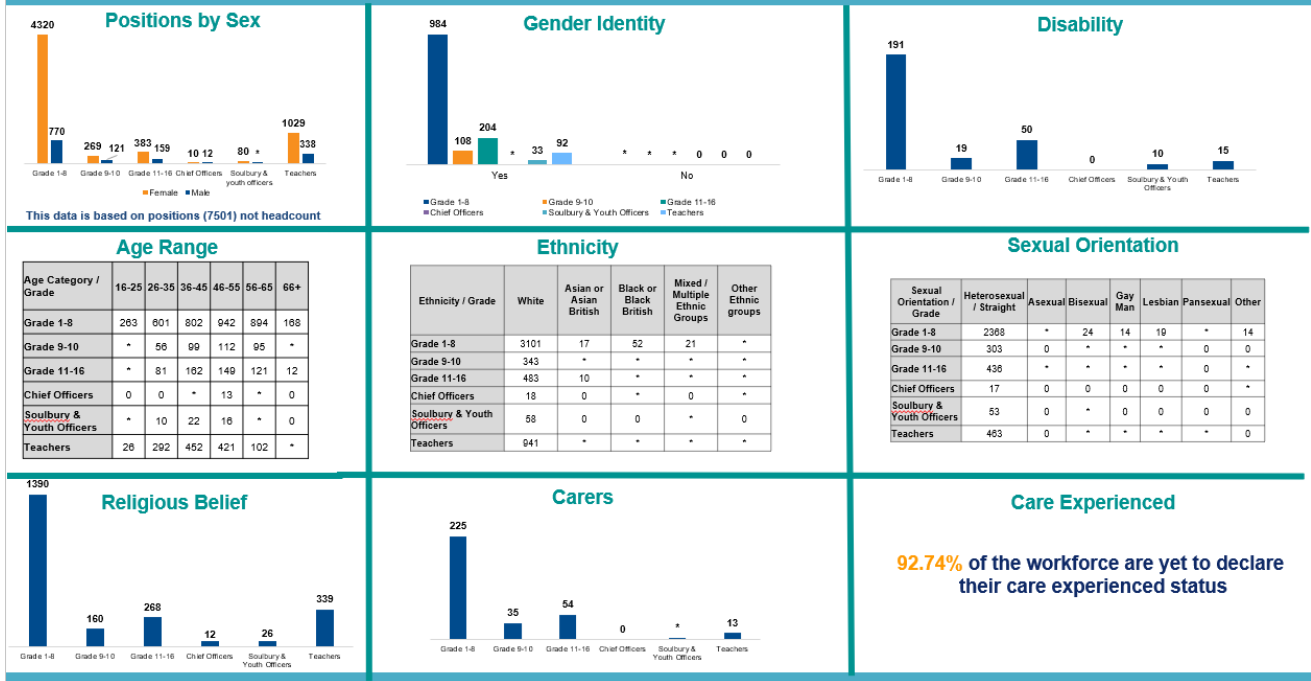 Positions by Sex
4320
770
269
121
383
159
10 12
80 *
1029
338
Grade 1-8 Grade 9-10 Grade 11-16 Chief Officers Soulbury & youth officers Teachers
Female Male
This data is based on positions (7501) not headcount
Gender Identity
984
108
204
*
33
92
* * * 0 0 0
Yes No
Grade 1-8 Grade 9-10 Grade 11-16
Chief Officers Soulbury & Youth Officers Teachers
Disability
191
19
50
0
10
15
Grade 1-8 Grade 9-10 Grade 11-16 Chief Officers Soulbury & Youth Officers Teachers
Age Range
Age Category / Grade 16-25 26-35 36-45 46-55 56-65 66+
Grade 1-8 263 601 802 942 894 168
Grade 9-10 * 56 99 112 95 *
Grade 11-16 * 81 162 149 121 12
Chief Officers 0 0 * 13 * 0
Soulbury & Youth Officers * 10 22 16 * 0
Teachers 26 292 452 421 102 *
Ethnicity
Ethnicity / Grade White Asian or Asian British Black or Black British Mixed / Multiple Ethnic Groups Other Ethnic groups
Grade 1-8 3101 17 52 21 *
Grade 9-10 343 * * * *
Grade 11-16 483 10 * * *
Chief Officers 18 0 * 0 *
Soulbury & Youth Officers 58 0 0 * 0
Teachers 941 * * * *
Sexual Orientation
Sexual Orientation / Grade Heterosexual / Straight Asexual Bisexual Gay Man Lesbian Pansexual Other
Grade 1-8 2368 * 24 14 19 * 14
Grade 9-10 303 0 * * * 0 0
Grade 11-16 436 * * * * 0 *
Chief Officers 17 0 0 0 0 0 *
Soulbury & Youth Officers 53 0 * 0 0 0 0
Teachers 463 0 * * * * 0
Religious Belief
1390
160
268
12
26
339
Grade 1-8 Grade 9-10 Grade 11-16 Chief Officers Soulbury & Youth Officers Teachers
Carers
225
35
54
0
*
13
Grade 1-8 Grade 9-10 Grade 11-16 Chief Officers Soulbury & Youth Officers Teachers
Care Experienced
92.74% of the workforce are yet to declare
their care experienced status